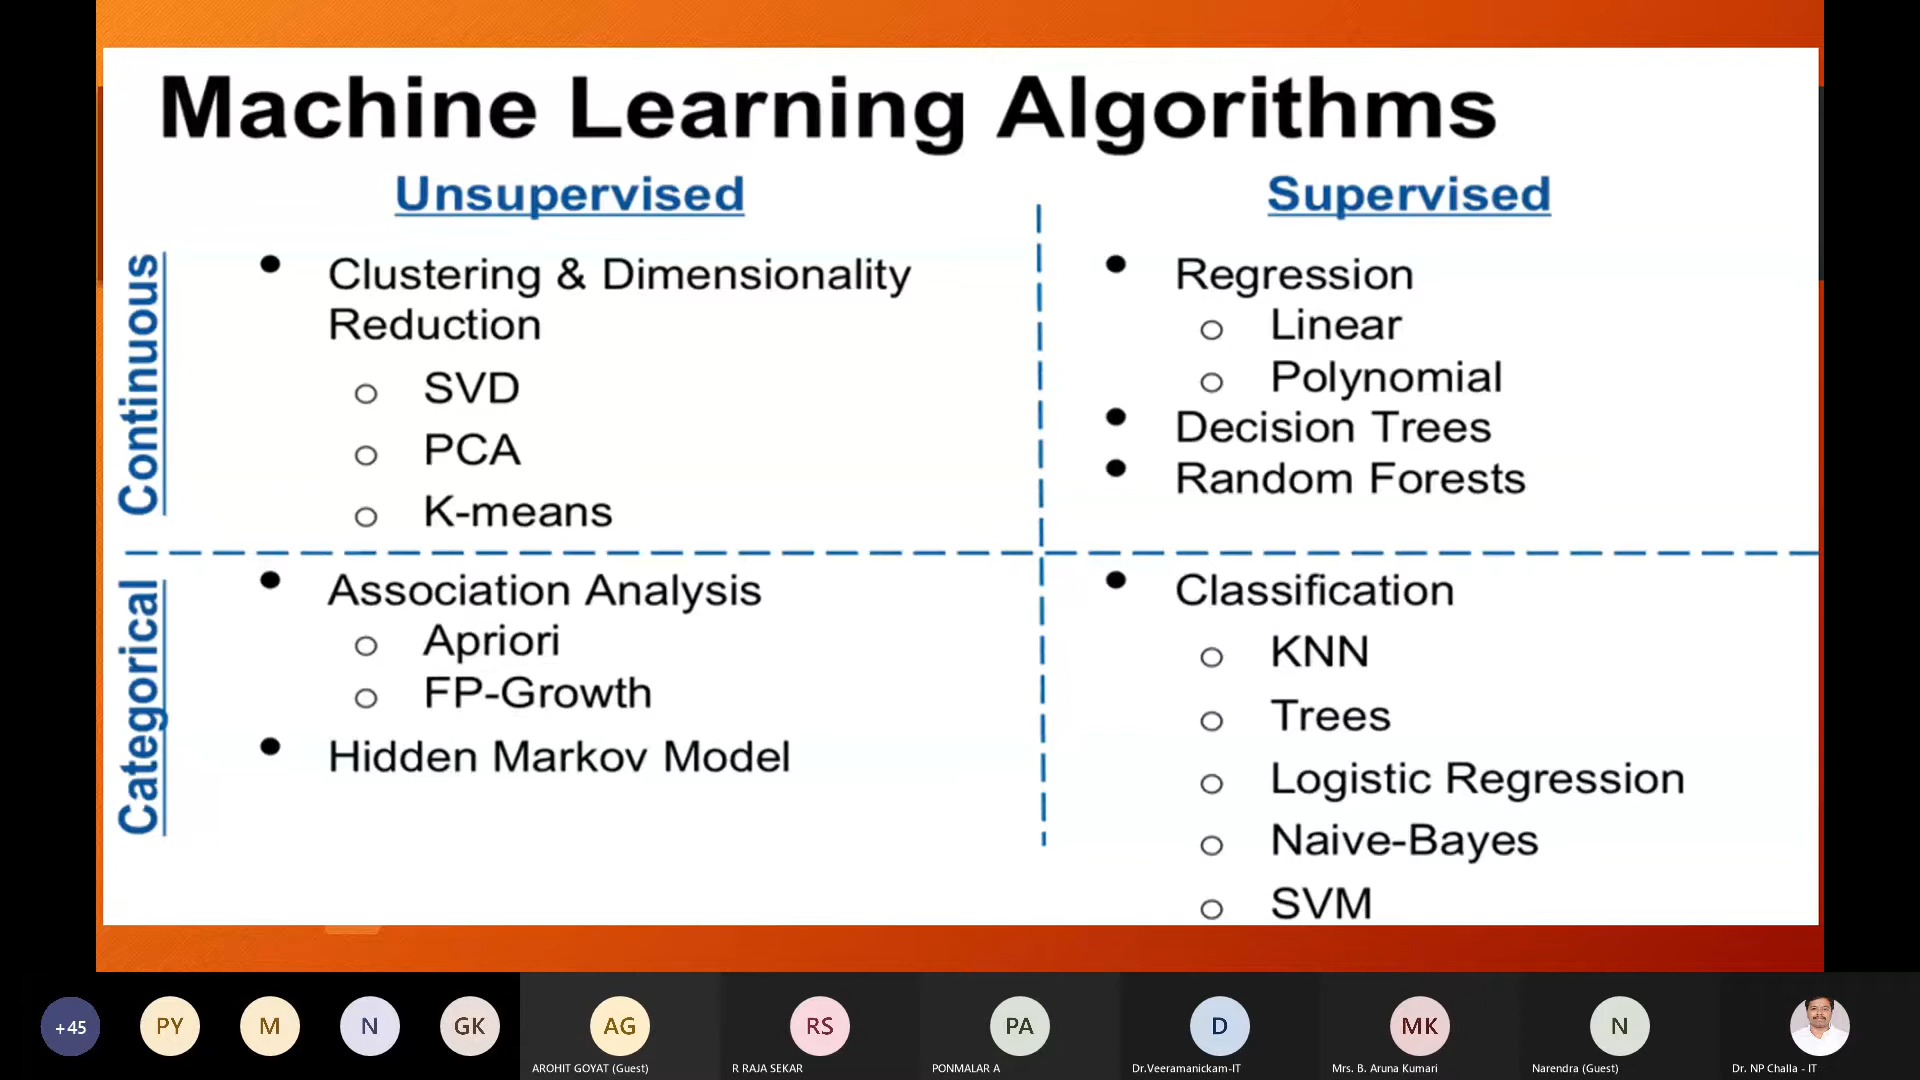 Machine Learning Algorithms
Unsupervised
Supervised
Continuous
Clustering & Dimensionality
Reduction
SVD
PCA
K-means
Regression
Linear
Polynomial
Decision Trees
Random Forests
Categorical
Association Analysis
Apriori
FP-Growth
Hidden Markov Model
Classification
KNN
Trees
Logistic Regression
Naive-Bayes
SVM
+45
PY
M
N
GK
AG
RS
PA
D
MK
N
AROHIT GOYAT (Guest)
R RAJA SEKAR
PONMALAR A
Dr.Veeramanickam-IT
Mrs. B. Aruna Kumari
Narendra (Guest)
Dr. NP Challa - IT